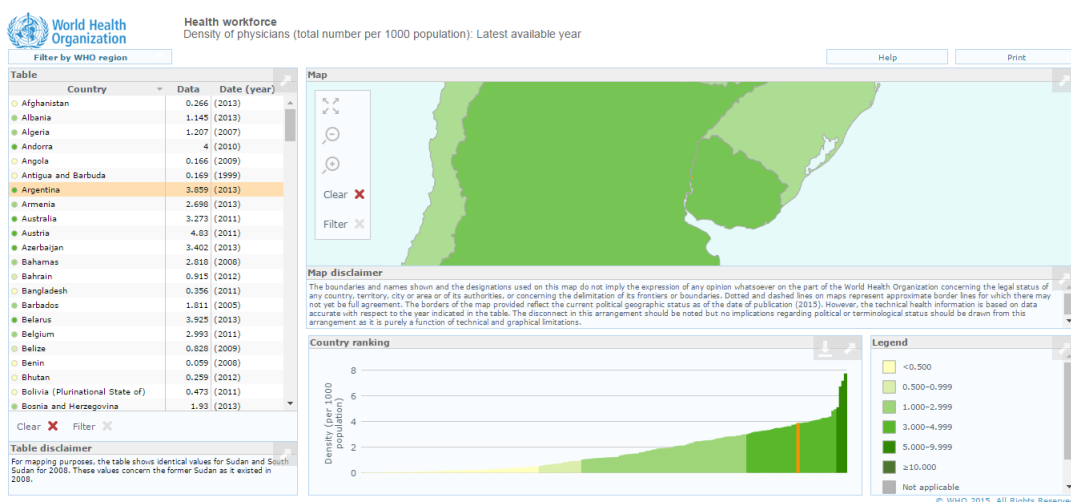 World Health
Organization
Health workforce
Density of physicians (total number per 1000 population): Latest available year
Filter by WHO region
Help
Print
Table
Country Data Date (year)
Afghanistan 0.266 (2013)
Albania 1.145 (2013)
Algeria 1.207 (2007)
Andorra 4 (2010)
Angola 0.166 (2009)
Antigua and Barbuda 0.169 (1999)
Argentina 3.859 (2013)
Armenia 2.698 (2013)
Australia 3.273 (2011)
Austria 4.83 (2011)
Azerbaijan 3.402 (2013)
Bahamas 2.818 (2008)
Bahrain 0.915 (2012)
Bangladesh 0.356 (2011)
Barbados 1.811 (2005)
Belarus 3.925 (2013)
Belgium 2.993 (2011)
Belize 0.828 (2009)
Benin 0.059 (2008)
Bhutan 0.259 (2012)
Bolivia (Plurinational State of) 0.473 (2011)
Bosnia and Herzegovina 1.93 (2013)
Clear Filter
Table disclaimer
For mapping purposes, the table shows identical values for Sudan and South
Sudan for 2008. These values concern the former Sudan as it existed in
2008.
Map
Clear
Filter
Map disclaimer
The boundaries and names shown and the designations used on this map do not imply the expression of any opinion whatsoever on the part of the World Health Organization concerning the legal status of
any country, territory, city or area or of its authorities, or concerning the delimitation of its frontiers or boundaries. Dotted and dashed lines on maps represent approximate border lines for which there may
not yet be full agreement. The borders of the map provided reflect the current political geographic status as of the date of publication (2015). However, the technical health information is based on data
accurate with respect to the year indicated in the table. The disconnect in this arrangement should be noted but no implications regarding political or terminological status should be drawn from this
arrangement as it is purely a function of technical and graphical limitations.
Country ranking
Density (per 1000
population)
8
6
4
2
0
Legend
<0.500
0.500–0.999
1.000–2.999
3.000–4.999
5.000–9.999
≥10.000
Not applicable
© WHO 2015. All Rights Reserved